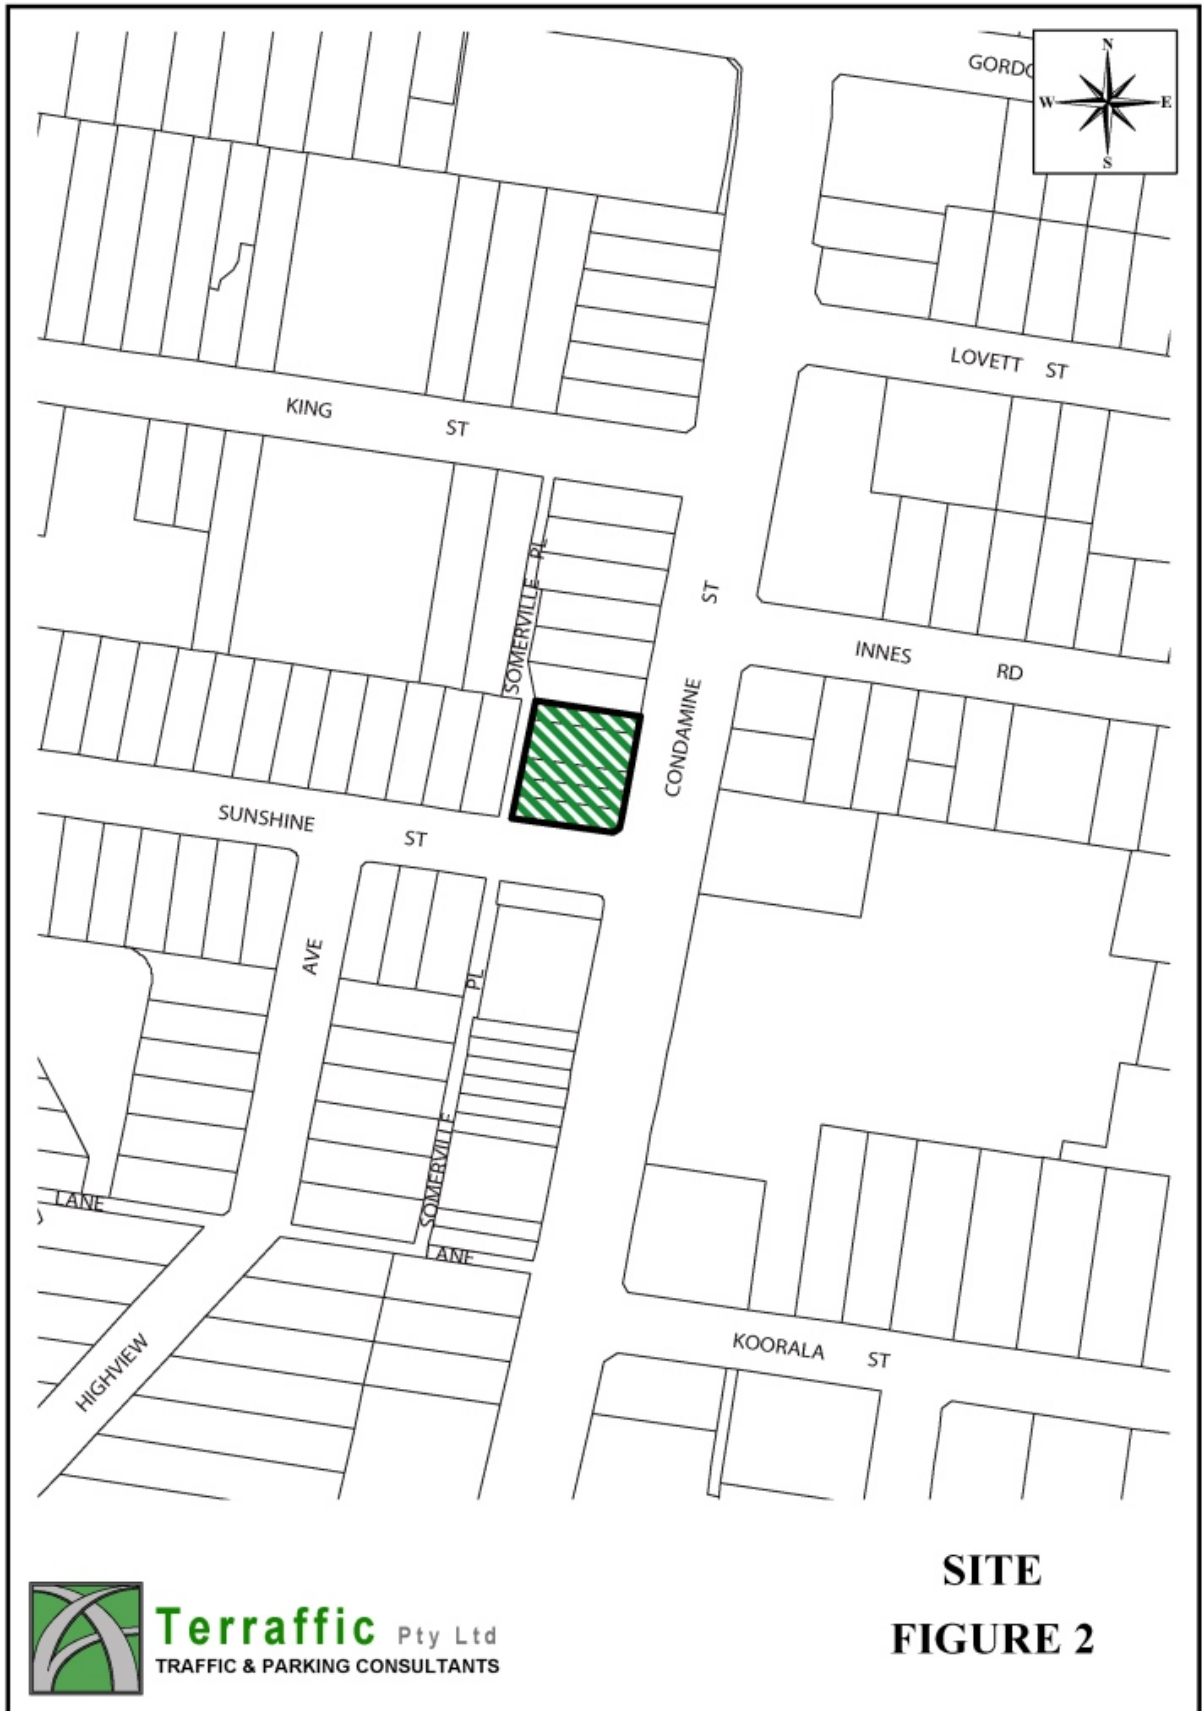 N
GORDO
W E
S
LOVETT ST
KING ST
SOMERVILLE PL
ST
INNES RD
CONDAMINE
SUNSHINE ST
AVE
PL
SOMERVILLE
LANE
LANE
HIGHVIEW
KOORALA ST
SITE
FIGURE 2
Terraffic Pty Ltd
TRAFFIC & PARKING CONSULTANTS